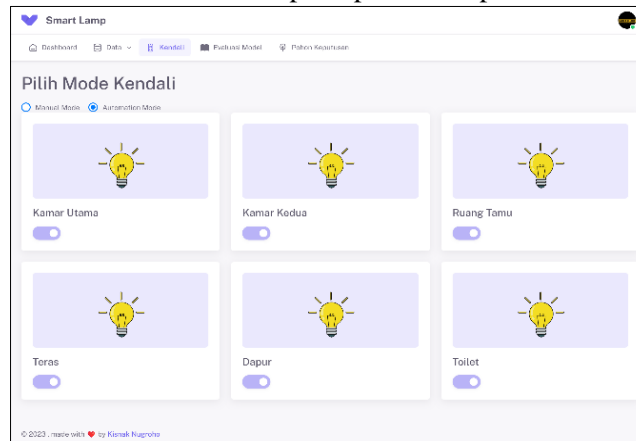 Smart Lamp
Dashboard Data Kendali Evaluasi Model Pohon Keputusan
Pilih Mode Kendali
Manual Mode Automation Mode
Kamar Utama Kamar Kedua Ruang Tamu
Teras Dapur Toilet
© 2023 , made with ❤ by Kisnak Nugroho